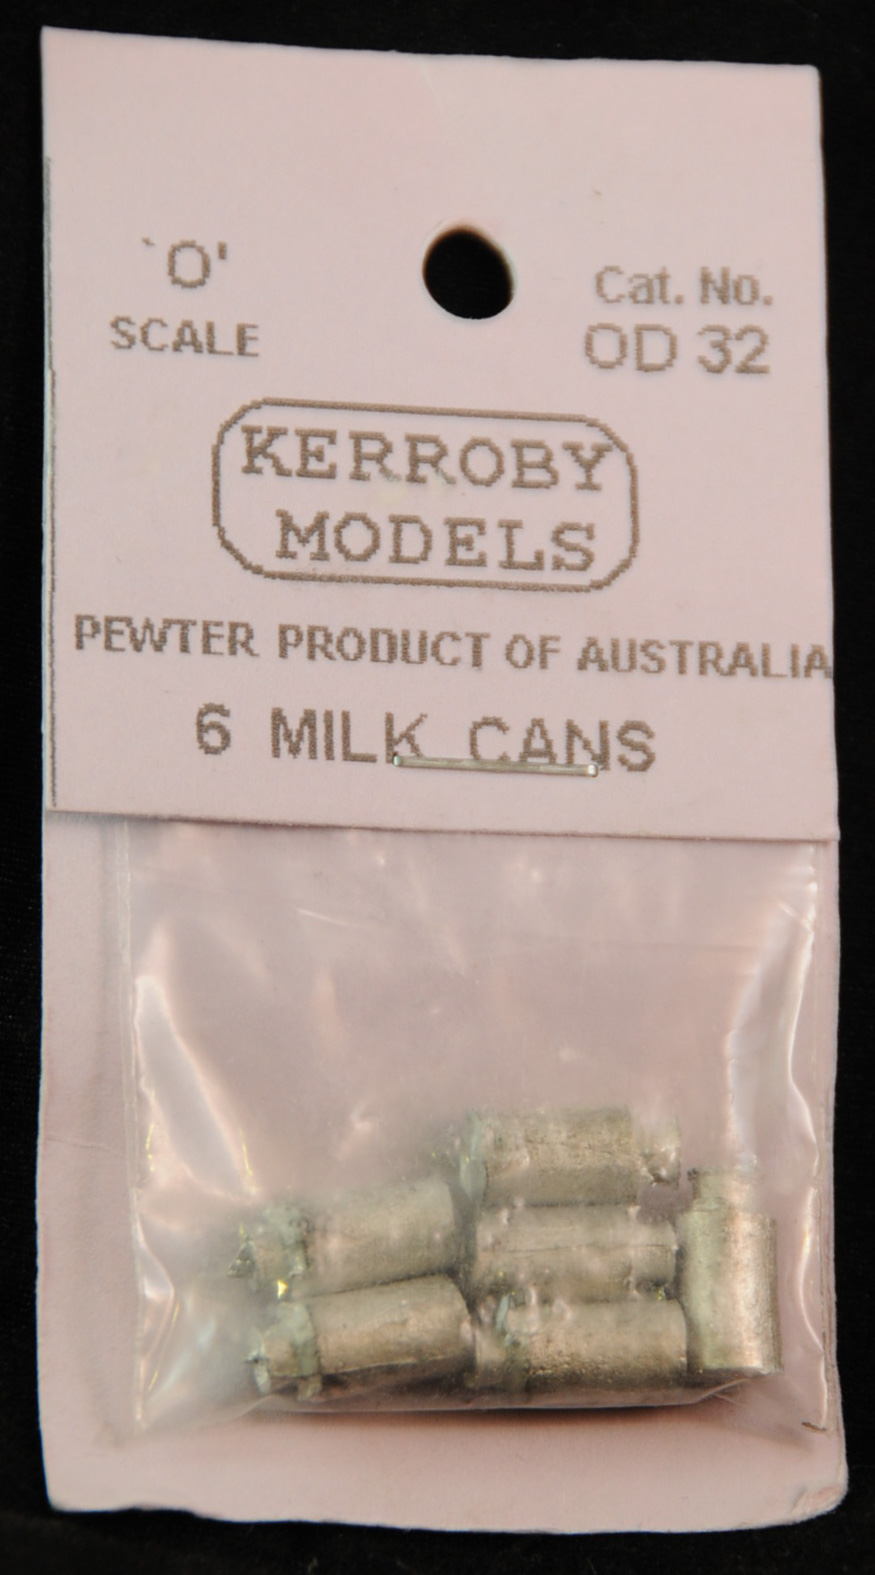 `O'
SCALE
Cat. No.
OD 32
KERROBY
MODELS
PEWTER PRODUCT OF AUSTRALIA
6 MILK CANS